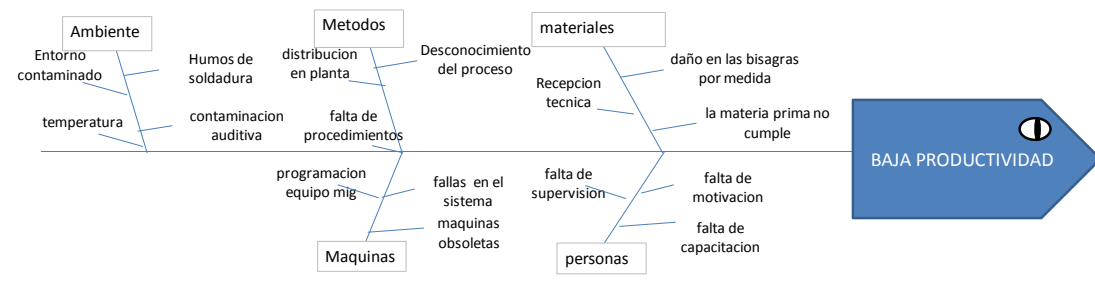 Ambiente
Entorno
contaminado
Humos de
soldadura
temperatura
contaminacion
auditiva
Metodos
distribucion
en planta
Desconocimiento
del proceso
falta de
procedimientos
materiales
daño en las bisagras
por medida
Recepcion
tecnica
la materia prima no
cumple
BAJA PRODUCTIVIDAD
programacion
equipo mig
fallas en el
sistema
maquinas
obsoletas
Maquinas
falta de
supervision
falta de
motivacion
falta de
capacitacion
personas